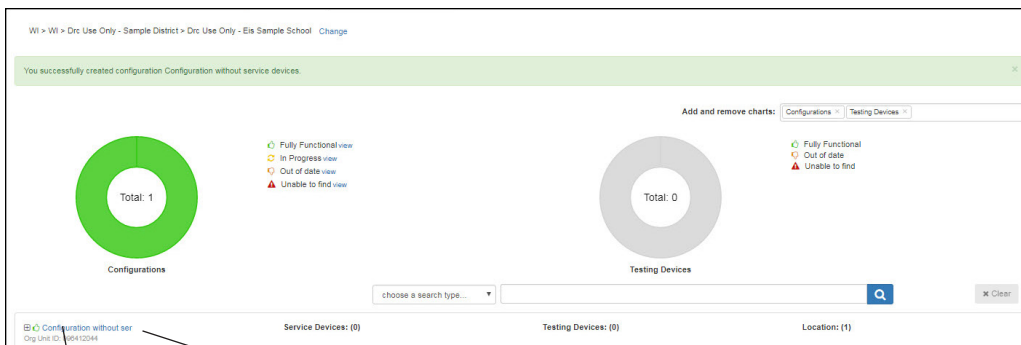 WI > WI > Drc Use Only - Sample District > Drc Use Only - Eis Sample School Change
You successfully created configuration Configuration without service devices. ×
Add and remove charts: Configurations × Testing Devices ×
Fully Functional view
In Progress view
Out of date view
Unable to find view
Total: 1
Configurations
Fully Functional
Out of date
Unable to find
Total: 0
Testing Devices
choose a search type...
× Clear
Configuration without ser Service Devices: (0) Testing Devices: (0) Location: (1)
Org Unit ID: